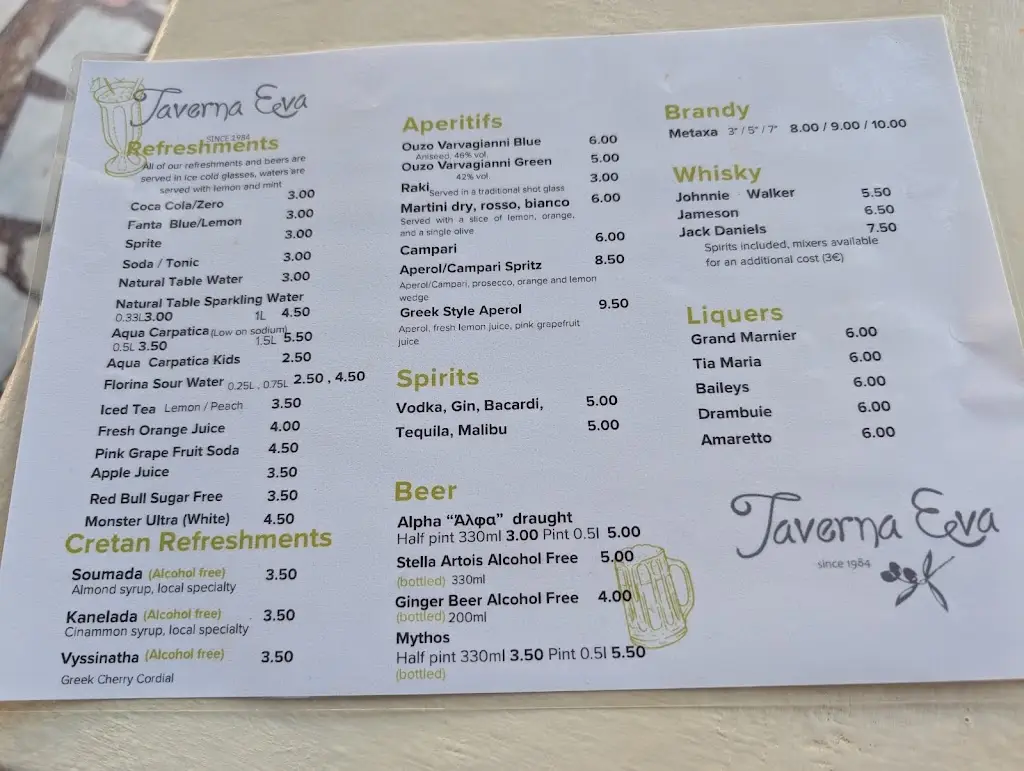 Taverna Eva
SINCE 1984
Refreshments
All of our refreshments and beers are
served in ice cold glasses, waters are
served with lemon and mint
Coca Cola/Zero 3.00
Fanta Blue/Lemon 3.00
Sprite 3.00
Soda / Tonic 3.00
Natural Table Water 3.00
Natural Table Sparkling Water
0.33L 3.00 1L 4.50
Aqua Carpatica (Low on sodium)
0.5L 3.50 1.5L 5.50
Aqua Carpatica Kids 2.50
Florina Sour Water 0.25L , 0.75L 2.50 , 4.50
Iced Tea Lemon / Peach 3.50
Fresh Orange Juice 4.00
Pink Grape Fruit Soda 4.50
Apple Juice 3.50
Red Bull Sugar Free 3.50
Monster Ultra (White) 4.50
Cretan Refreshments
Soumada (Alcohol free) 3.50
Almond syrup, local specialty
Kanelada (Alcohol free) 3.50
Cinammon syrup, local specialty
Vyssinatha (Alcohol free) 3.50
Greek Cherry Cordial
Aperitifs
Ouzo Varvagianni Blue 6.00
Aniseed, 46% vol
Ouzo Varvagianni Green 5.00
42% vol
Raki Served in a traditional shot glass 3.00
Martini dry, rosso, bianco 6.00
Served with a slice of lemon, orange,
and a single olive
Campari 6.00
Aperol/Campari Spritz 8.50
Aperol/Campari, prosecco, orange and lemon
wedge
Greek Style Aperol 9.50
Aperol, fresh lemon juice, pink grapefruit
juice
Spirits
Vodka, Gin, Bacardi, 5.00
Tequila, Malibu 5.00
Beer
Alpha “Άλφα” draught
Half pint 330ml 3.00 Pint 0.5l 5.00
Stella Artois Alcohol Free 5.00
(bottled) 330ml
Ginger Beer Alcohol Free 4.00
(bottled) 200ml
Mythos
Half pint 330ml 3.50 Pint 0.5l 5.50
(bottled)
Brandy
Metaxa 3* / 5* / 7* 8.00 / 9.00 / 10.00
Whisky
Johnnie Walker 5.50
Jameson 6.50
Jack Daniels 7.50
Spirits included, mixers available
for an additional cost (3€)
Liquers
Grand Marnier 6.00
Tia Maria 6.00
Baileys 6.00
Drambuie 6.00
Amaretto 6.00
Taverna Eva
since 1984